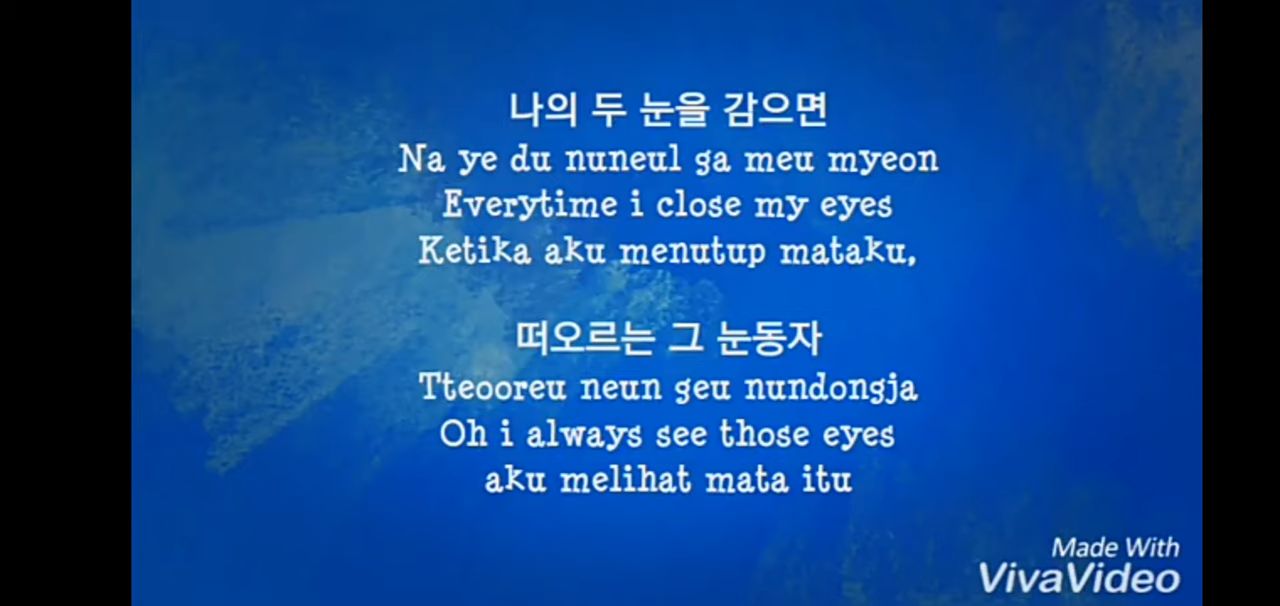 나의 두 눈을 감으면
Na ye du nuneul ga meu myeon
Everytime i close my eyes
Ketika aku menutup mataku,
떠오르는 그 눈동자
Tteooreu neun geu nundongja
Oh i always see those eyes
aku melihat mata itu
Made With
VivaVideo